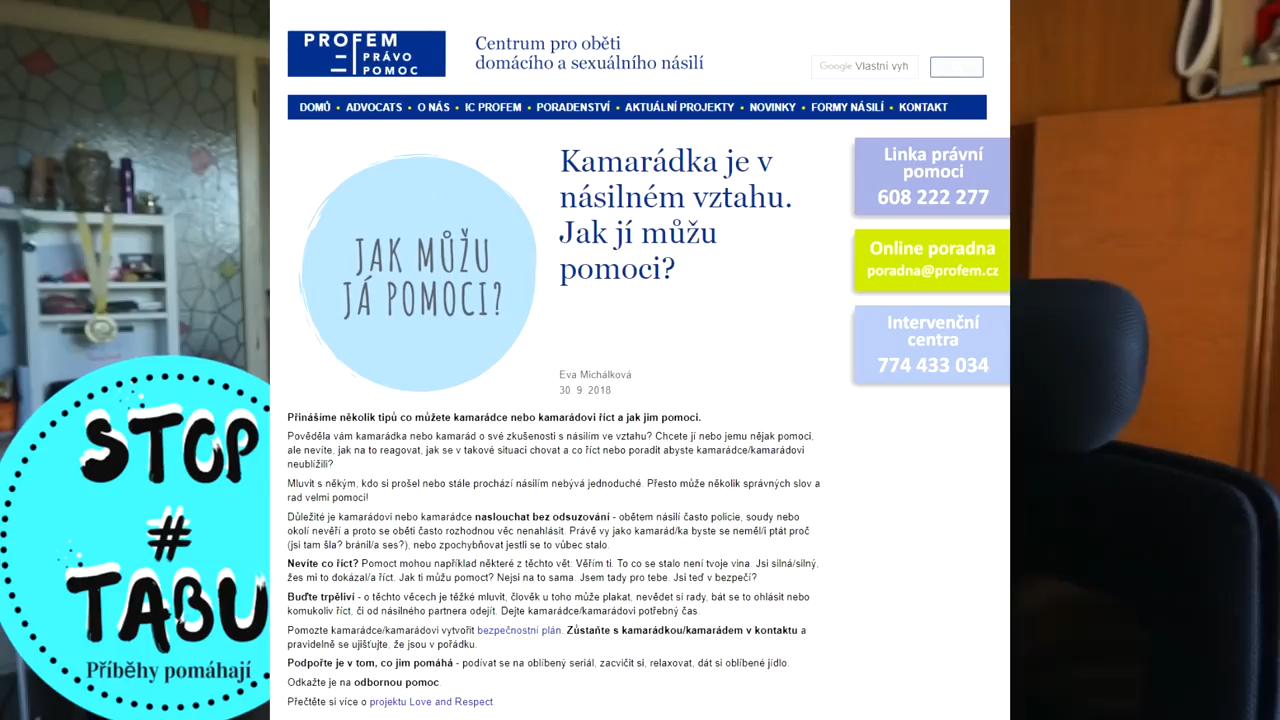 PROFEM
PRÁVO
POMOC
Centrum pro oběti
domácího a sexuálního násilí
Google Vlastní vyh
DOMŮ • ADVOCATS • O NÁS • IC PROFEM • PORADENSTVÍ • AKTUÁLNÍ PROJEKTY • NOVINKY • FORMY NÁSILÍ • KONTAKT
JAK MŮŽU
JÁ POMOCI?
Kamarádka je v
násilném vztahu.
Jak jí můžu
pomoci?
Eva Michálková
30. 9. 2018
Linka právní
pomoci
608 222 277
Online poradna
poradna@profem.cz
Intervenční
centra
774 433 034
Přinášíme několik tipů co můžete kamarádce nebo kamarádovi říct a jak jim pomoci.
Pověděla vám kamarádka nebo kamarád o své zkušenosti s násilím ve vztahu? Chcete jí nebo jemu nějak pomoci,
ale nevíte, jak na to reagovat, jak se v takové situaci chovat a co říct nebo poradit abyste kamarádce/kamarádovi
neublížili?
Mluvit s někým, kdo si prošel nebo stále prochází násilím nebývá jednoduché. Přesto může několik správných slov a
rad velmi pomoci!
Důležité je kamarádovi nebo kamarádce naslouchat bez odsuzování - obětem násilí často policie, soudy nebo
okolí nevěří a proto se oběti často rozhodnou věc nenahlásit. Právě vy jako kamarád/ka byste se neměl/i ptát proč
(jsi tam šla? bránil/a ses?), nebo zpochybňovat jestli se to vůbec stalo.
Nevíte co říct? Pomoct mohou například některé z těchto vět: Věřím ti. To co se stalo není tvoje vina. Jsi silná/silný,
žes mi to dokázal/a říct. Jak ti můžu pomoct? Nejsi na to sama. Jsem tady pro tebe. Jsi teď v bezpečí?
Buďte trpěliví - o těchto věcech je těžké mluvit, člověk u toho může plakat, nevědet si rady, bát se to ohlásit nebo
komukoliv říct, či od násilného partnera odejít. Dejte kamarádce/kamarádovi potřebný čas.
Pomozte kamarádce/kamarádovi vytvořit bezpečnostní plán. Zůstaňte s kamarádkou/kamarádem v kontaktu a
pravidelně se ujišťujte, že jsou v pořádku.
Podpořte je v tom, co jim pomáhá - podívat se na oblíbený seriál, zacvičit si, relaxovat, dát si oblíbené jídlo.
Odkažte je na odbornou pomoc.
Přečtěte si více o projektu Love and Respect
STOP
#
TABU
Příběhy pomáhají